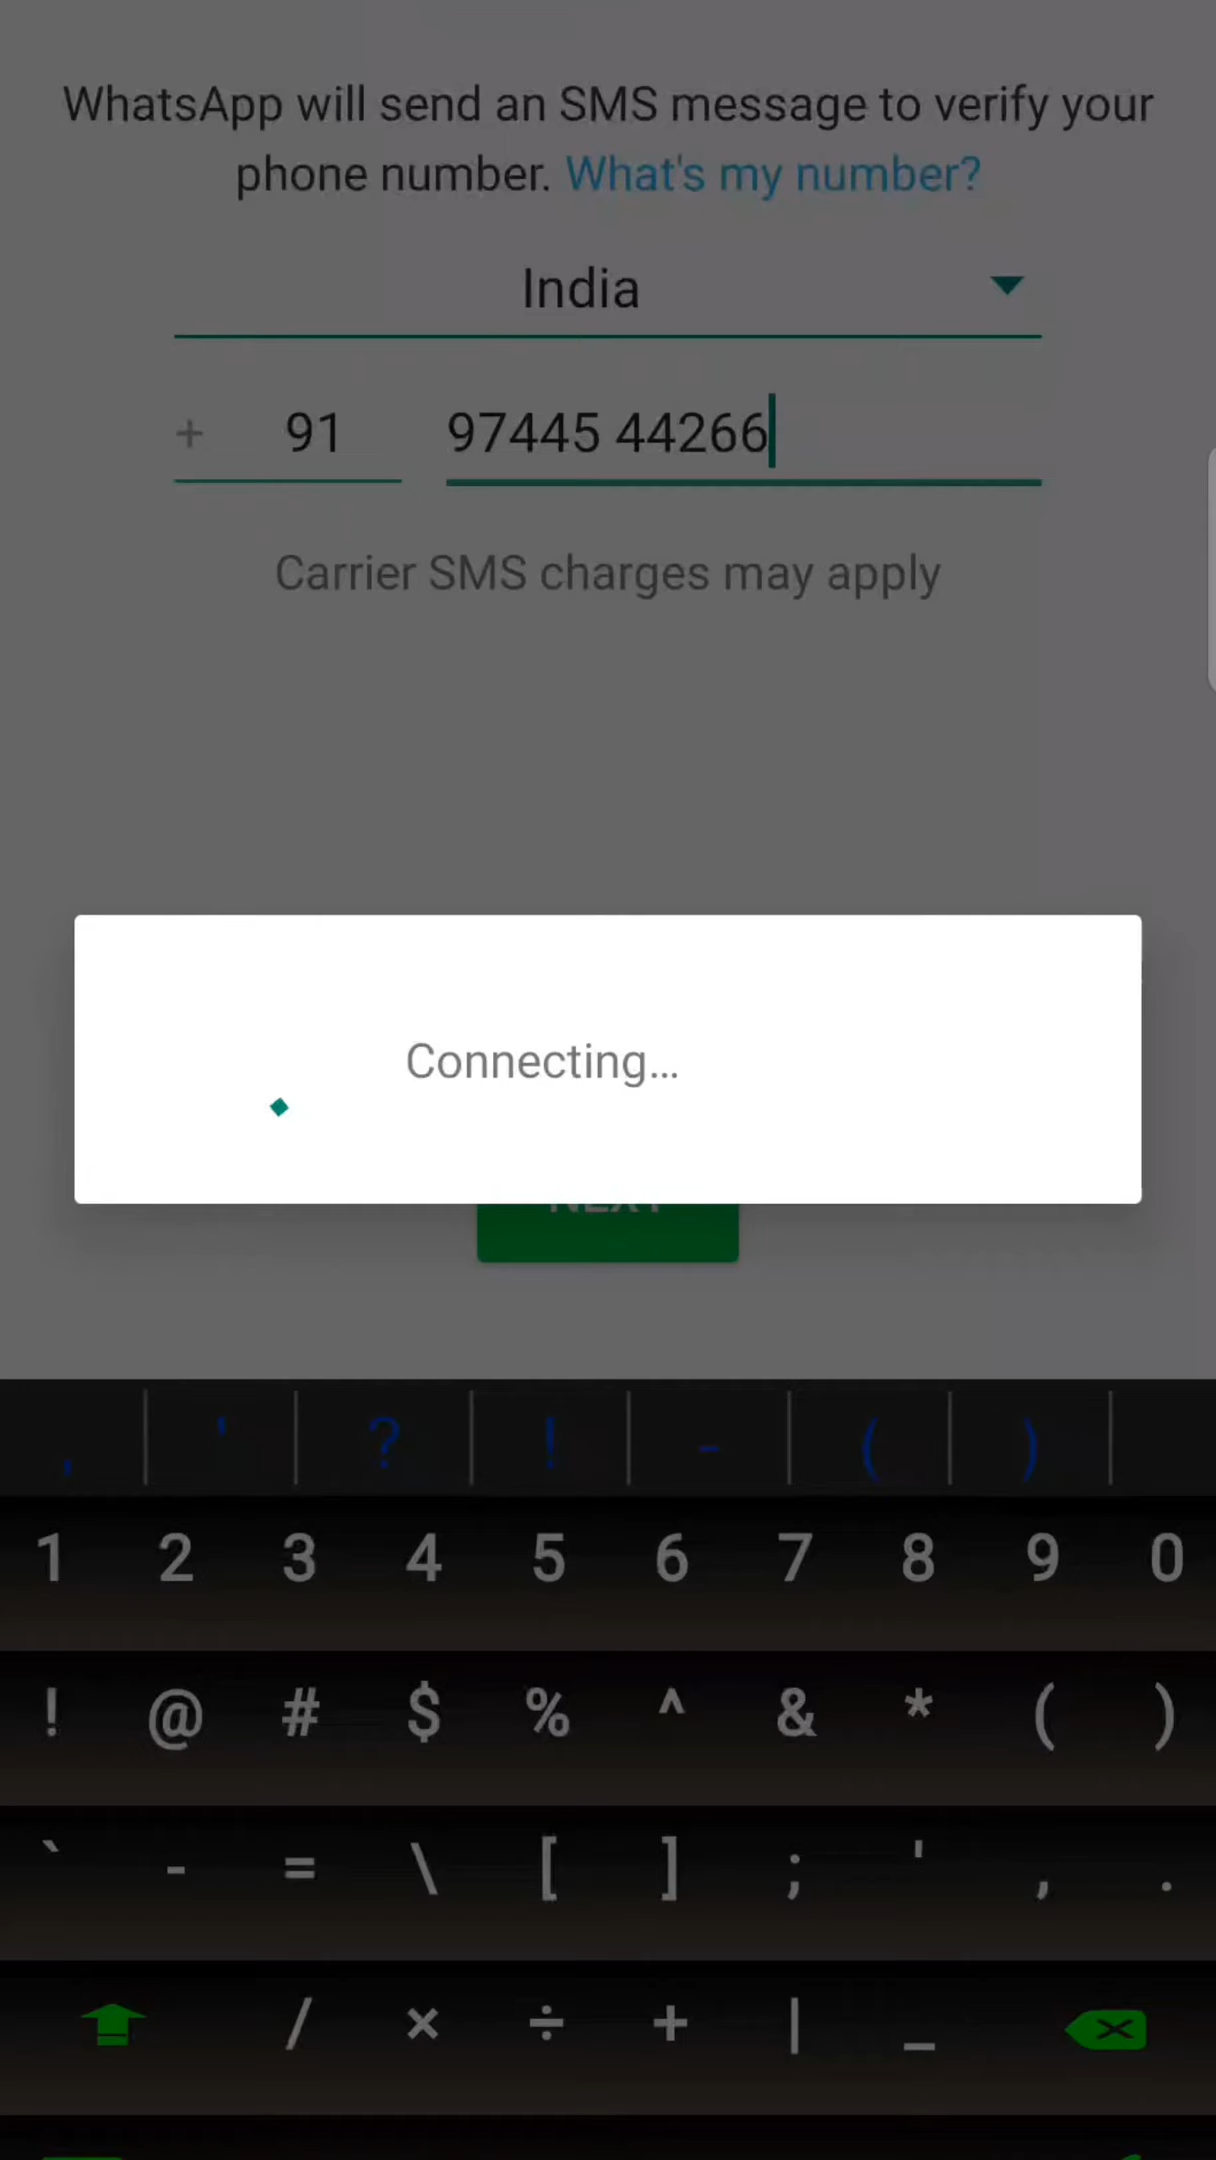 WhatsApp will send an SMS message to verify your
phone number. What's my number?
India
+ 91 97445 44266
Carrier SMS charges may apply
Connecting...
NEXT
, ' ? ! - ( )
1 2 3 4 5 6 7 8 9 0
! @ # $ % ^ & * ( )
` - = \ [ ] ; ' , .
/ × ÷ + | _